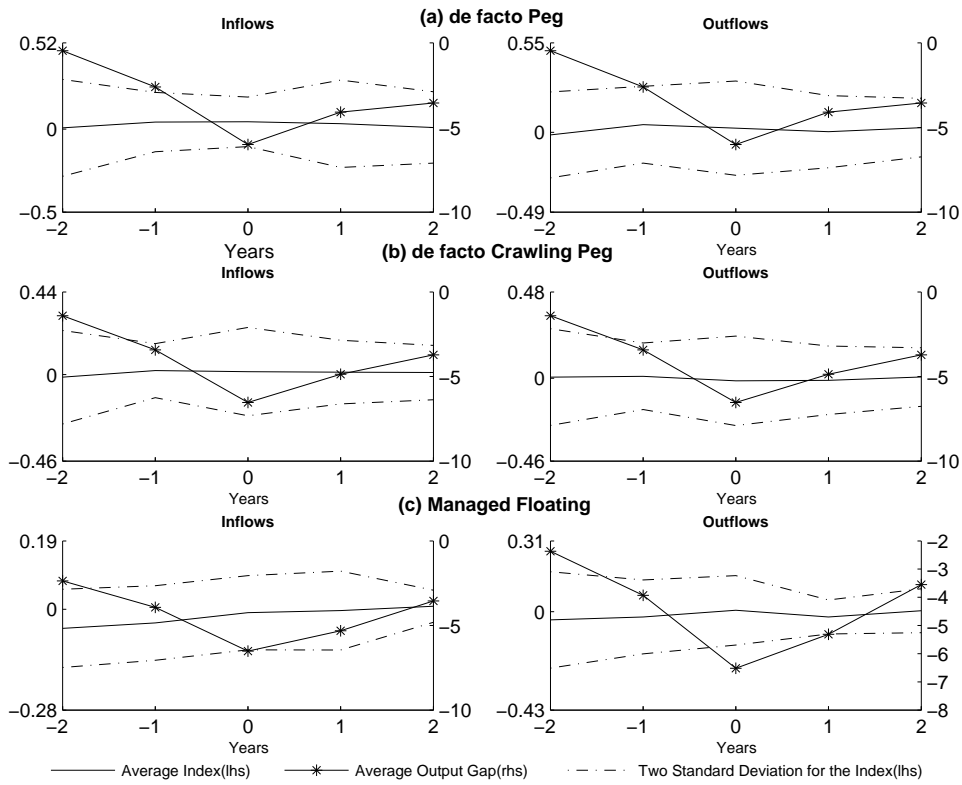 (a) de facto Peg
Inflows
Outflows
0.52
0
−0.5
0
−5
−10
−2 −1 0 1 2
Years
0.55
0
−0.49
0
−5
−10
−2 −1 0 1 2
Years
(b) de facto Crawling Peg
Inflows
Outflows
0.44
0
−0.46
0
−5
−10
−2 −1 0 1 2
Years
0.48
0
−0.46
0
−5
−10
−2 −1 0 1 2
Years
(c) Managed Floating
Inflows
Outflows
0.19
0
−0.28
0
−5
−10
−2 −1 0 1 2
Years
0.31
0
−0.43
−2
−3
−4
−5
−6
−7
−8
−2 −1 0 1 2
Years
Average Index(lhs) Average Output Gap(rhs) Two Standard Deviation for the Index(lhs)